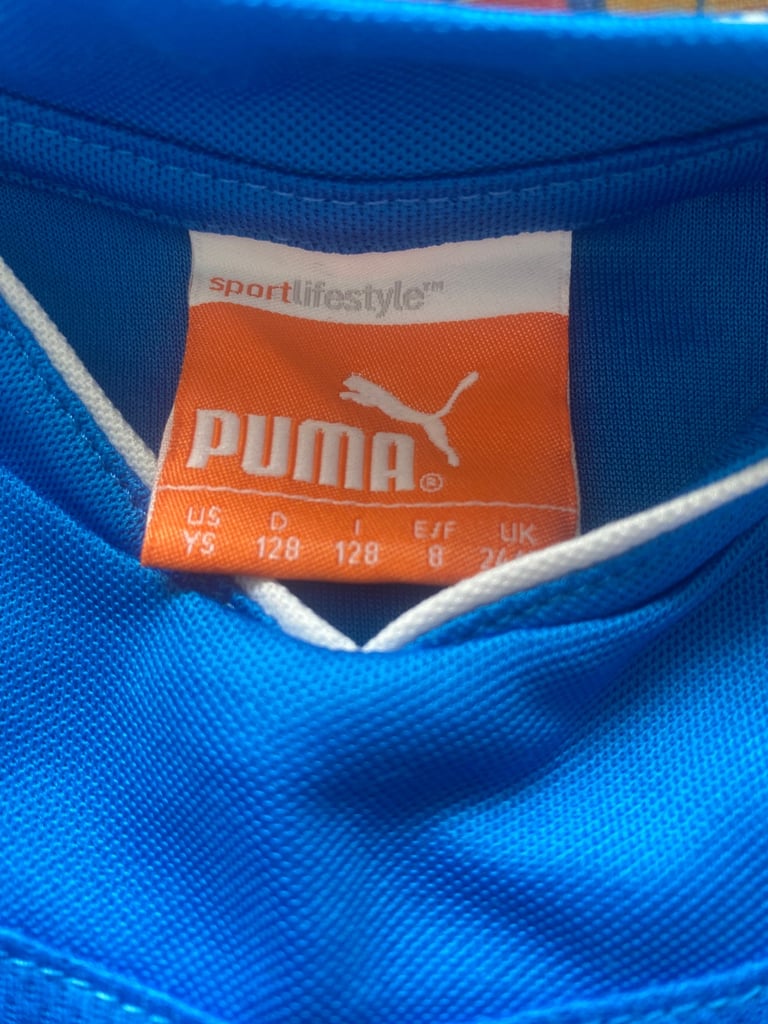 sportlifestyle™
PUMA®
US D I E/F UK
YS 128 128 8